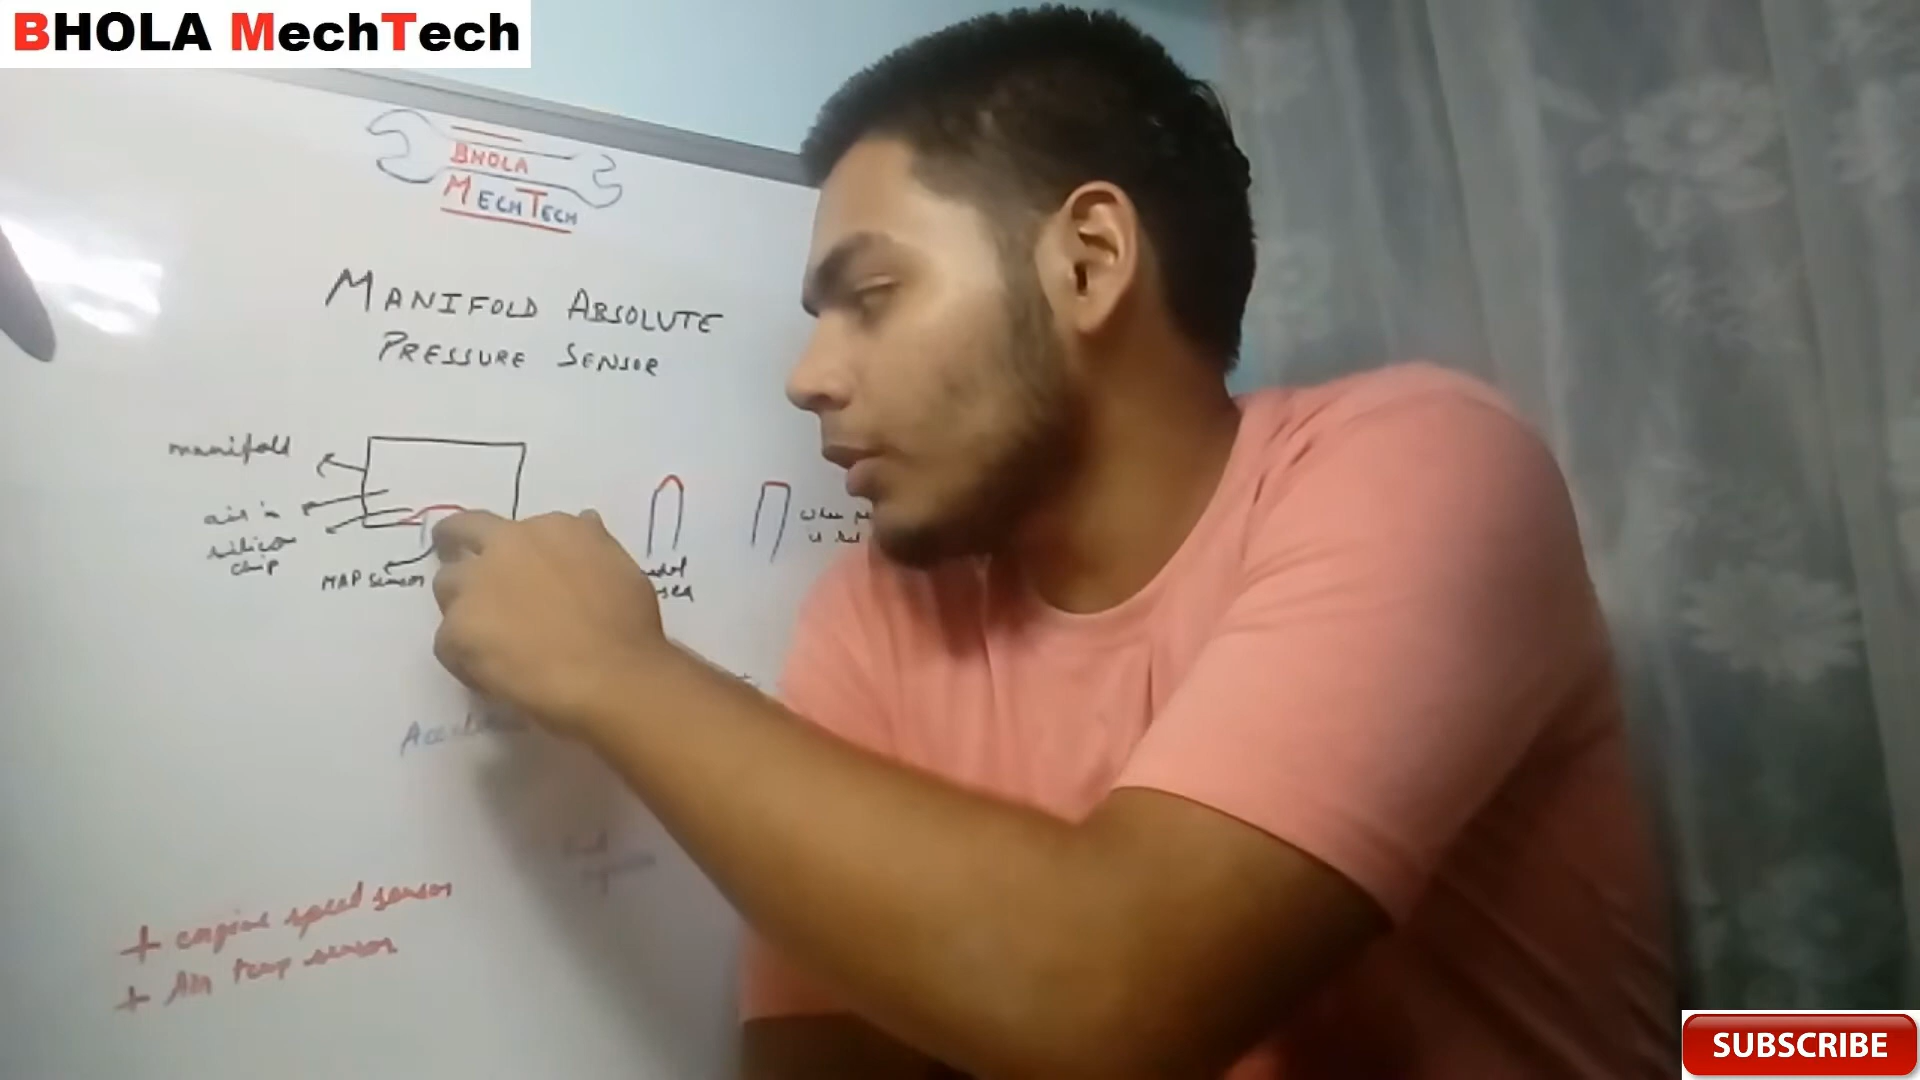 BHOLA MechTech
BHOLA
MECHTECH
MANIFOLD ABSOLUTE
PRESSURE SENSOR
manifold
air in
silicon
chip
MAP sensor
is
+ engine speed sensor
+ Air temp sensor
SUBSCRIBE